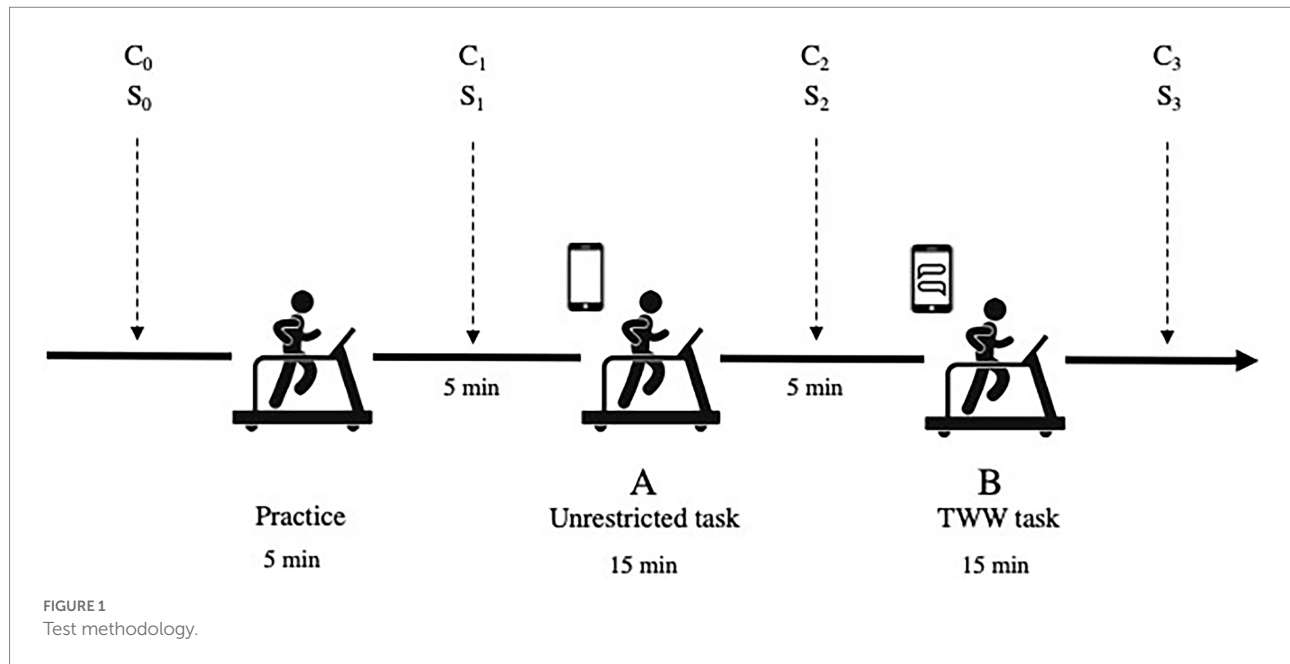 C₀ C₁ C₂ C₃
S₀ S₁ S₂ S₃
5 min 5 min
A B
Practice Unrestricted task TWW task
5 min 15 min 15 min
FIGURE 1
Test methodology.